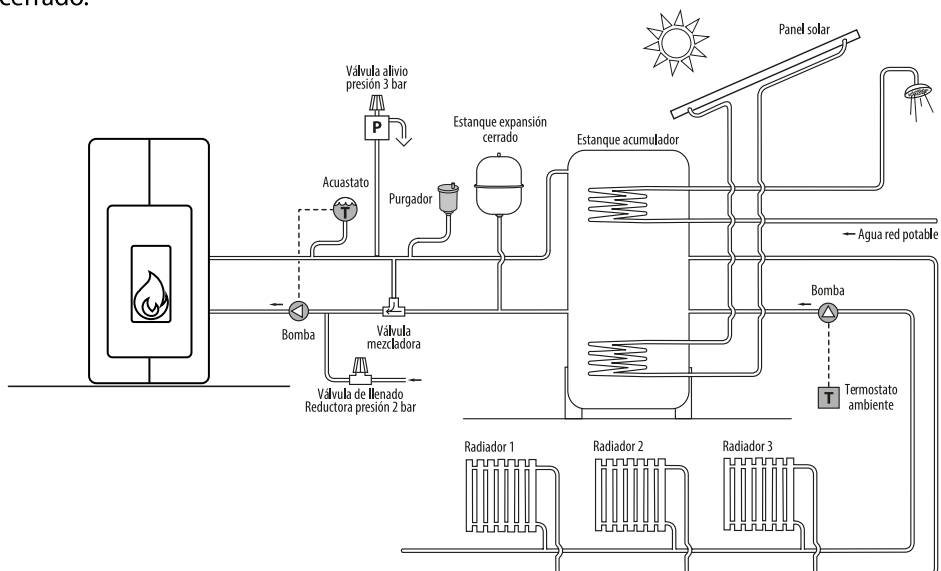 cerrado.
Panel solar
Válvula alivio
presión 3 bar
P
Estanque expansión
cerrado
Estanque acumulador
Acuastato
T
Purgador
← Agua red potable
Bomba
Válvula
mezcladora
Bomba
Válvula de llenado
Reductora presión 2 bar
T
Termostato
ambiente
Radiador 1
Radiador 2
Radiador 3